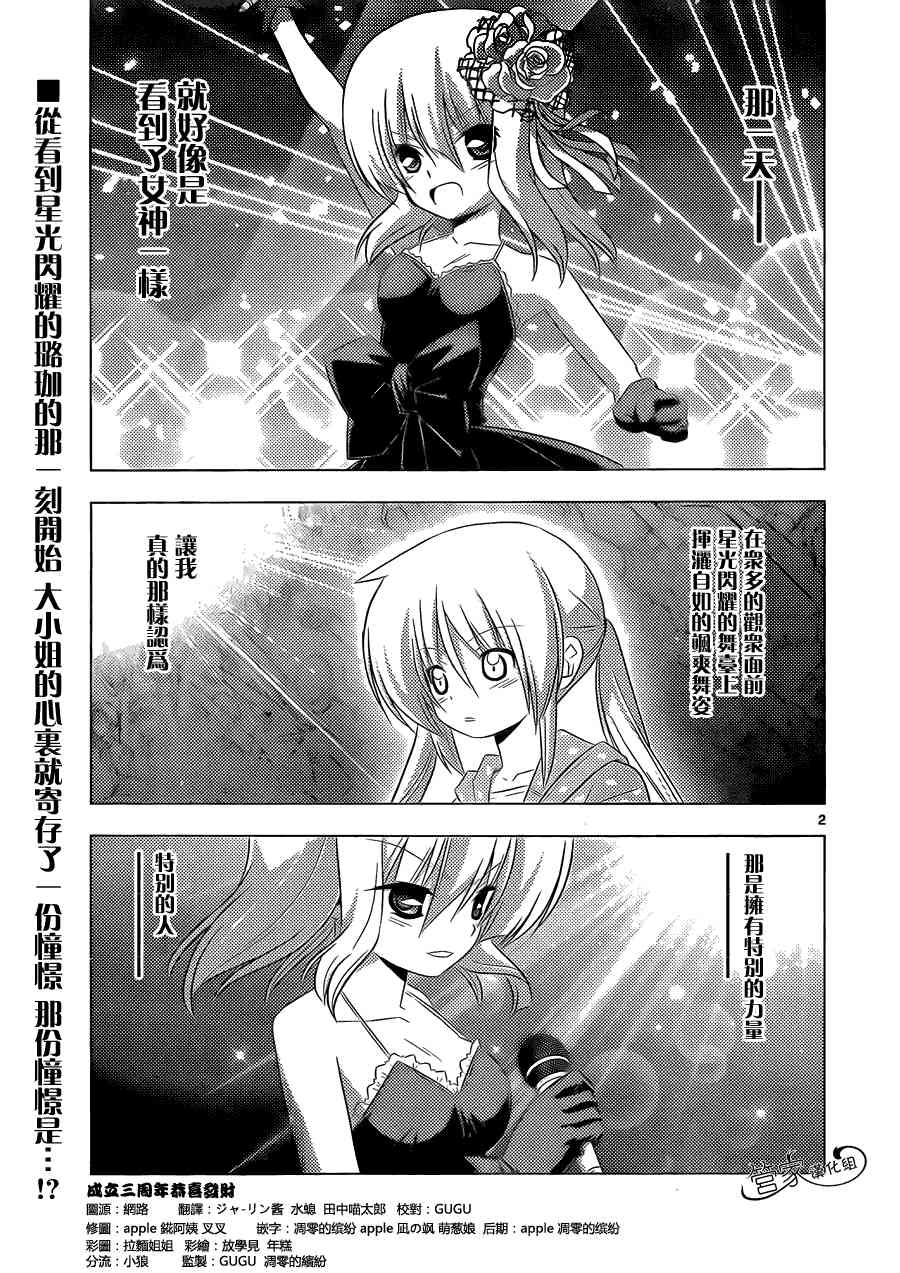 那一天——
就好像是
看到了女神一樣
在眾多的觀眾面前
星光閃耀的舞臺上
揮灑自如的颯爽舞姿
讓我
真的那樣認爲
2
那是擁有特別的力量
特別的人
■從看到星光閃耀的璐珈的那一刻開始 大小姐的心裏就寄存了一份憧憬 那份憧憬是…!?
管家漢化組
成立三周年恭喜發財
圖源：網路 翻譯：ジャ-リン醬 水螅 田中喵太郎 校對：GUGU
修圖：apple 錵阿姨 叉叉 嵌字：凋零的缤纷 apple 凪の飒 萌葱娘 后期：apple 凋零的缤纷
彩圖：拉麵姐姐 彩繪：放學見 年糕
分流：小狼 監製：GUGU 凋零的繽紛